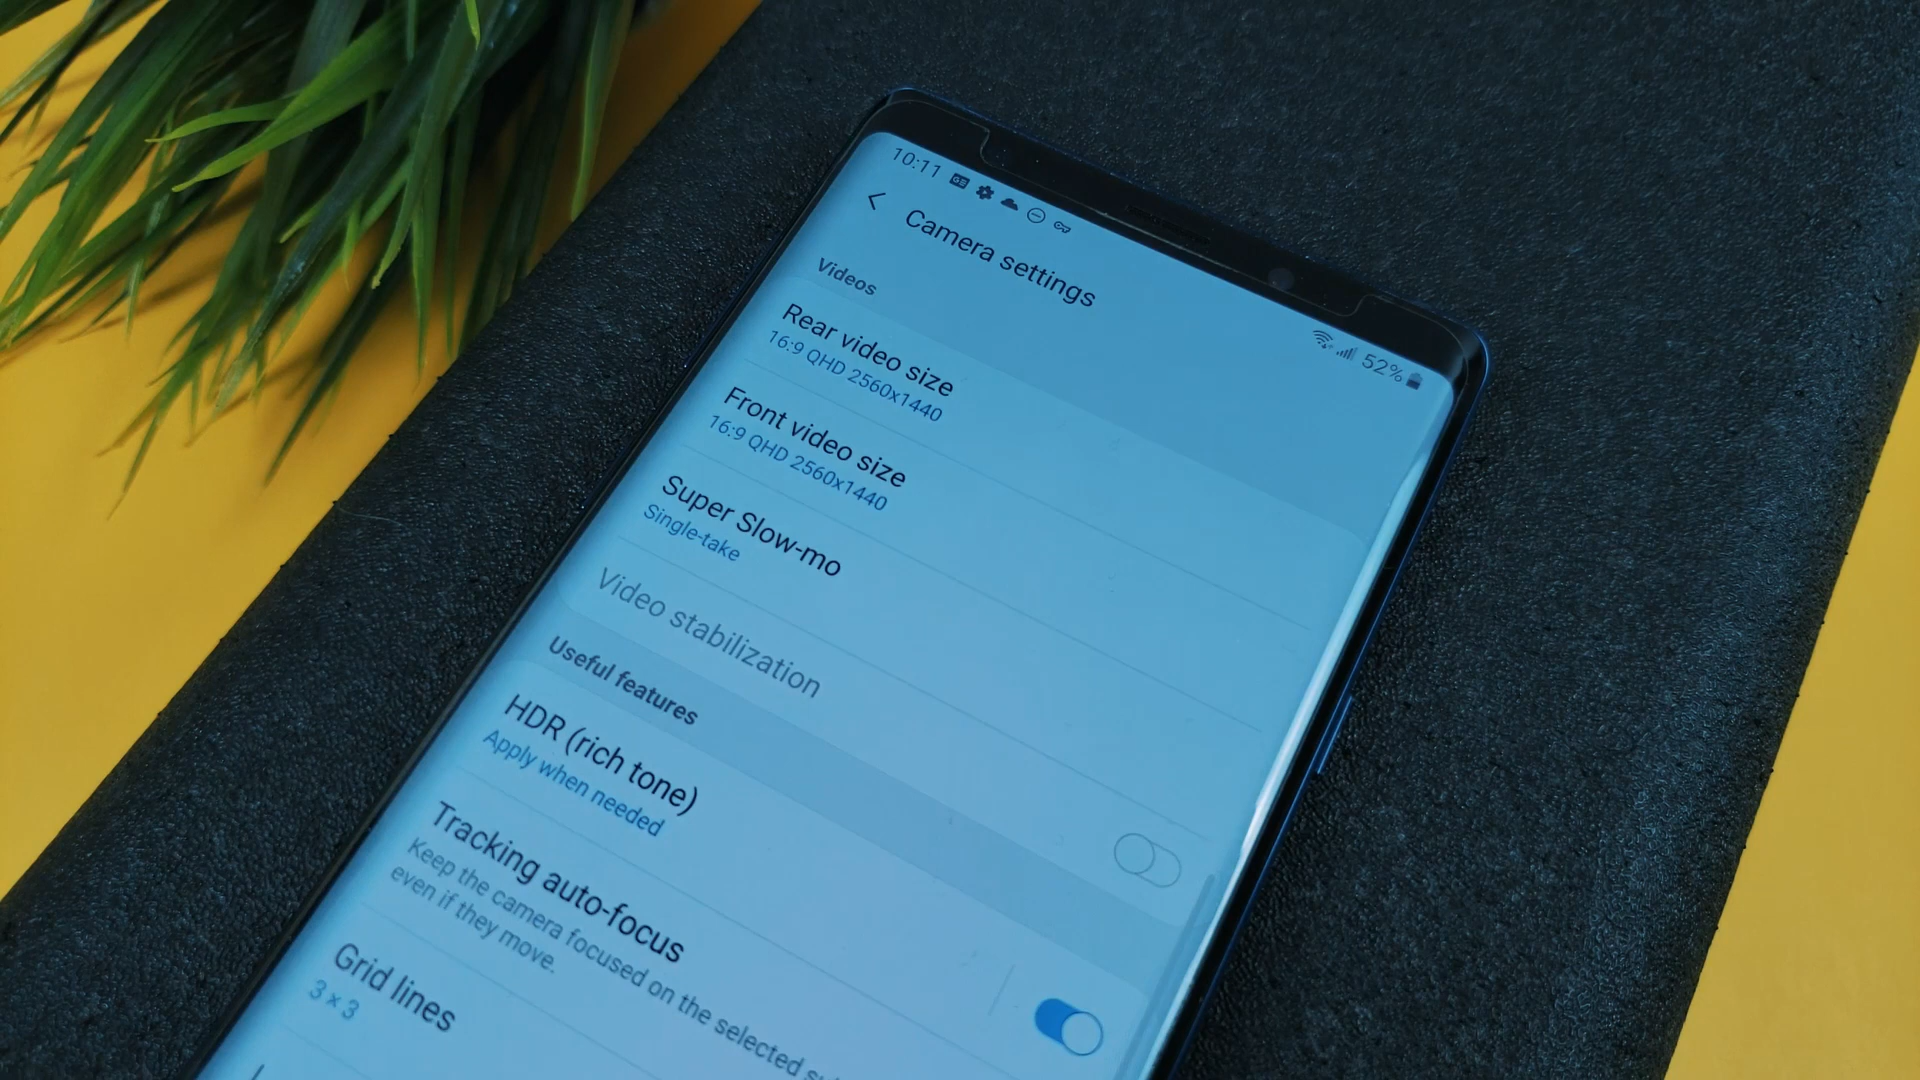 10:11
52%
Camera settings
Videos
Rear video size
16:9 QHD 2560x1440
Front video size
16:9 QHD 2560x1440
Super Slow-mo
Single-take
Video stabilization
Useful features
HDR (rich tone)
Apply when needed
Tracking auto-focus
Keep the camera focused on the selected
even if they move.
Grid lines
3 x 3